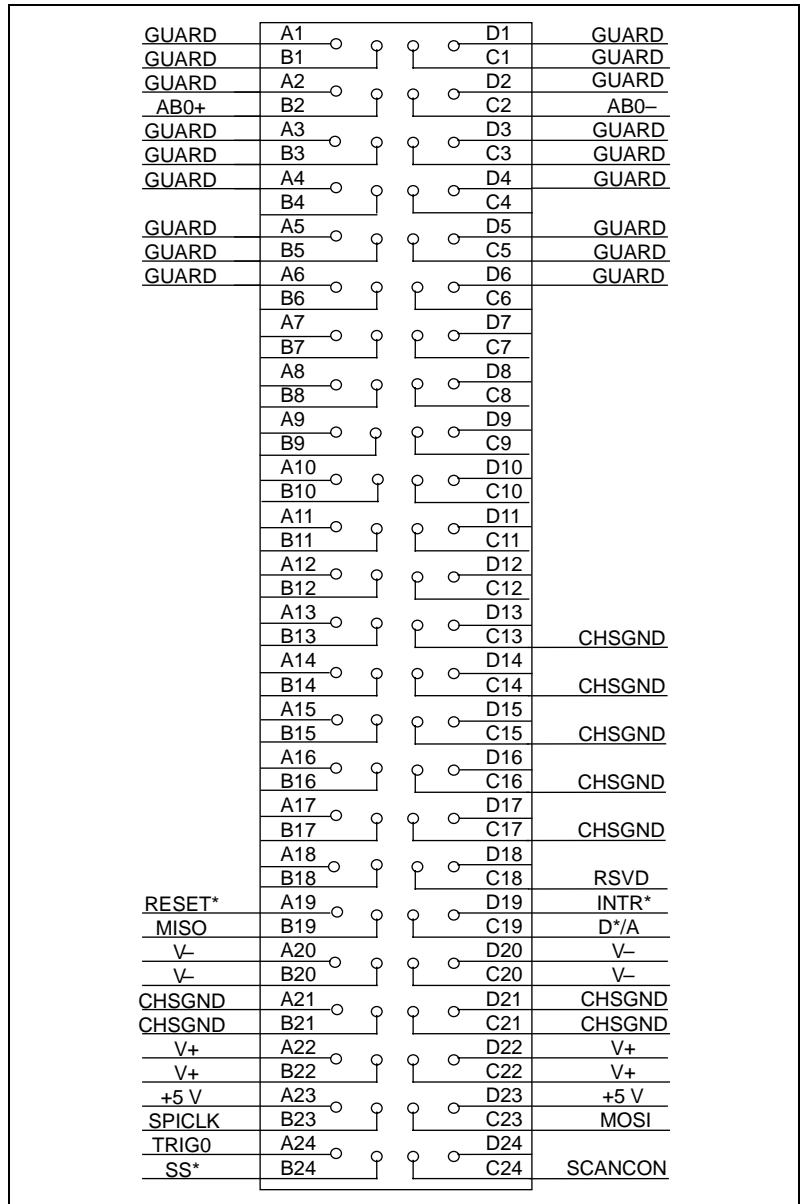 GUARD A1 D1 GUARD
GUARD B1 C1 GUARD
GUARD A2 D2 GUARD
AB0+ B2 C2 AB0–
GUARD A3 D3 GUARD
GUARD B3 C3 GUARD
GUARD A4 D4 GUARD
B4 C4
GUARD A5 D5 GUARD
GUARD B5 C5 GUARD
GUARD A6 D6 GUARD
B6 C6
A7 D7
B7 C7
A8 D8
B8 C8
A9 D9
B9 C9
A10 D10
B10 C10
A11 D11
B11 C11
A12 D12
B12 C12
A13 D13
B13 C13 CHSGND
A14 D14
B14 C14 CHSGND
A15 D15
B15 C15 CHSGND
A16 D16
B16 C16 CHSGND
A17 D17
B17 C17 CHSGND
A18 D18
B18 C18 RSVD
RESET* A19 D19 INTR*
MISO B19 C19 D*/A
V– A20 D20 V–
V– B20 C20 V–
CHSGND A21 D21 CHSGND
CHSGND B21 C21 CHSGND
V+ A22 D22 V+
V+ B22 C22 V+
+5 V A23 D23 +5 V
SPICLK B23 C23 MOSI
TRIG0 A24 D24
SS* B24 C24 SCANCON